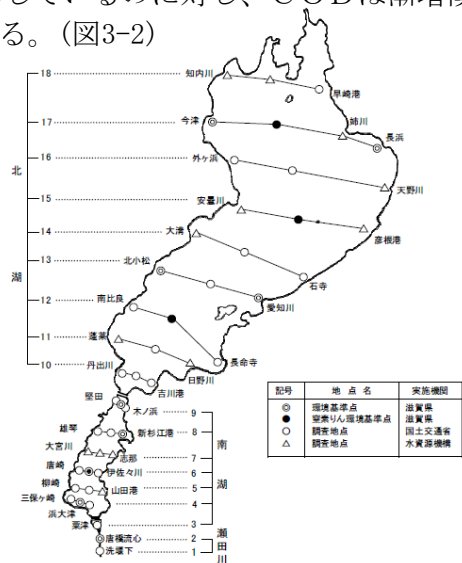 しているのに対し、CODは漸増傾
る。(図3-2)
18 知内川 早崎港
17 今津 姉川 長浜
16 外ヶ浜 天野川
15 安曇川 彦根港
14 大溝 石寺
13 北小松 愛知川
12 南比良 長命寺
11 蓬莱 日野川
10 丹出川 吉川港
北湖
堅田 木ノ浜 9
雄琴 新杉江港 8
大宮川 志那 7
唐崎 伊佐々川 6
柳崎 山田港 5
三保ヶ崎 浜大津 4
粟津 3
南湖
唐橋流心 2
洗堰下 1
瀬田川
記号 地点名 実施機関
◎ 環境基準点 滋賀県
● 窒素りん環境基準点 滋賀県
○ 調査地点 国土交通省
△ 調査地点 水資源機構